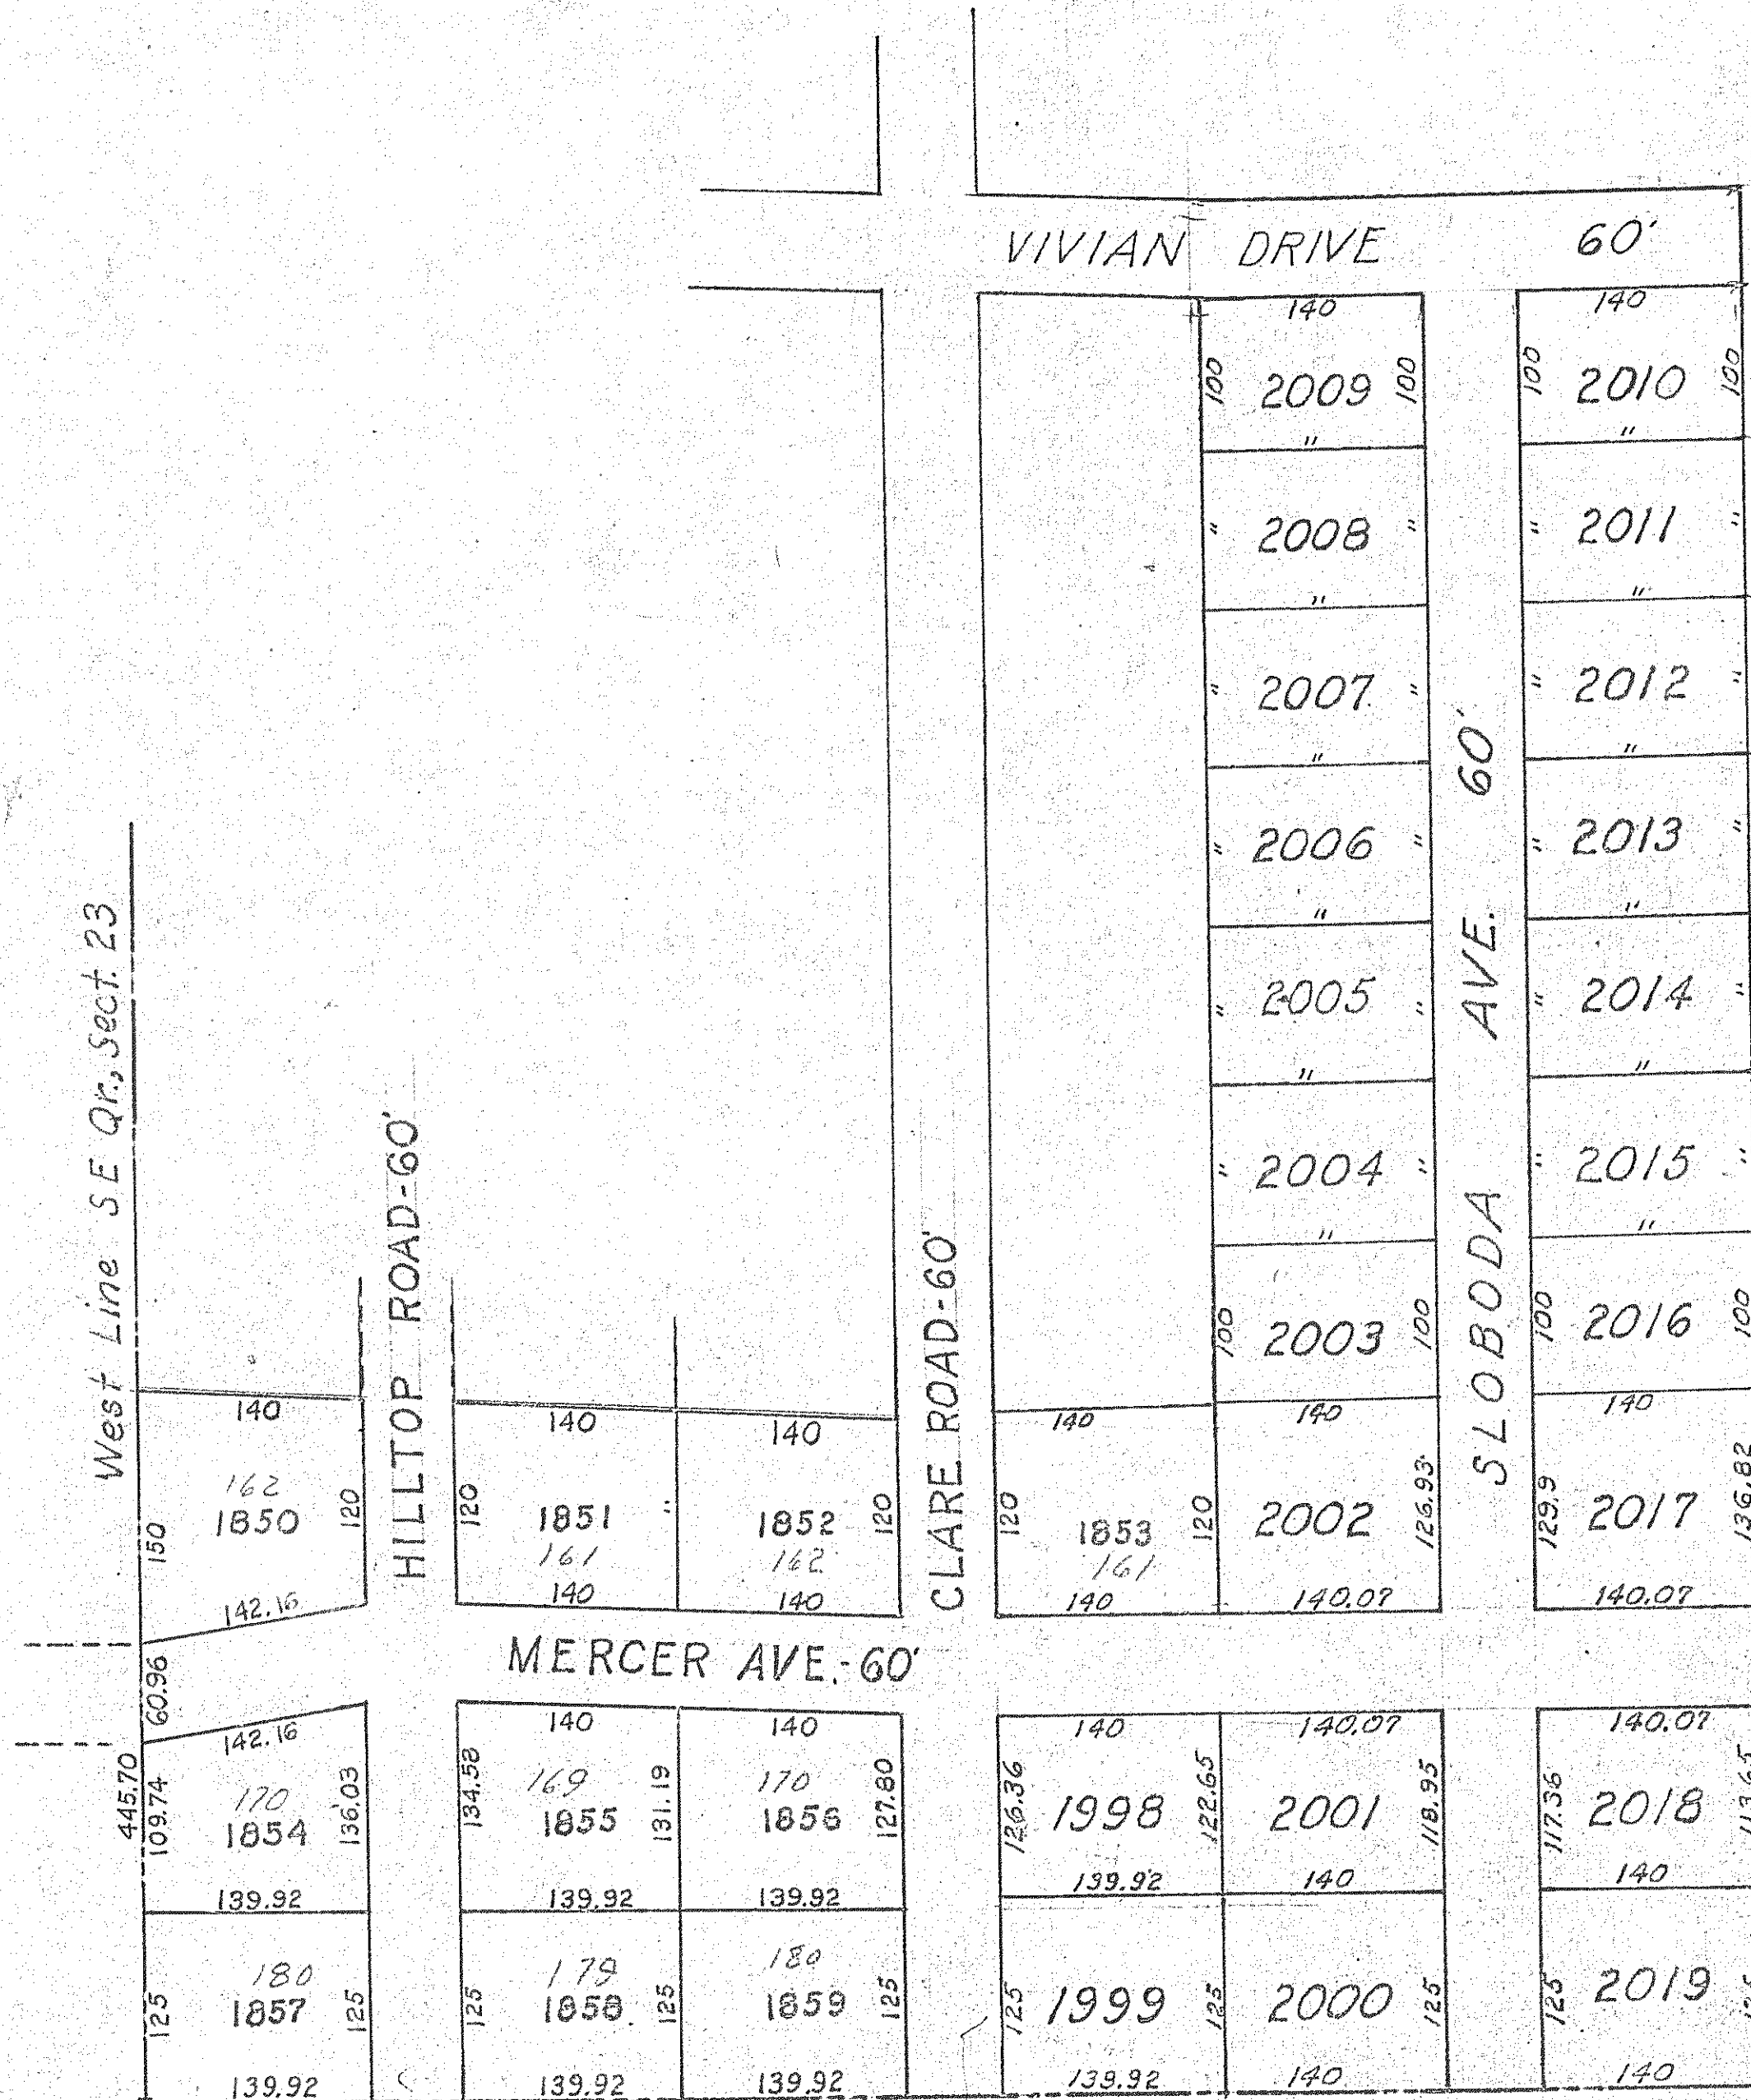 VIVIAN DRIVE 60'
140 140
100 2009 100 100 2010 100
" "
" 2008 " " 2011 "
" "
" 2007 " " 2012 "
" "
" 2006 " " 2013 "
" "
" 2005 " " 2014 "
" "
" 2004 " " 2015 "
" "
100 2003 100 100 2016 100
SLOBODA AVE. 60'
West Line SE Qr., Sect. 23
HILLTOP ROAD-60'
CLARE ROAD-60'
140 140 140 140 140 140
162 
150 1850 120 120 1851 " 1852 120 120 1853 120 2002 126.93 129.9 2017 136.82
161 162 161
142.16 140 140 140 140.07 140.07
MERCER AVE.-60'
60.96
142.16 140 140 140 140.07 140.07
445.70
170 169 170
109.74 1854 136.03 134.58 1855 131.19 1856 127.80 126.36 1998 122.65 2001 118.95 117.36 2018 113.65
139.92 139.92 139.92 139.92 140 140
180 179 180
125 1857 125 125 1858 125 1859 125 125 1999 125 2000 125 125 2019
139.92 139.92 139.92 139.92 140 140